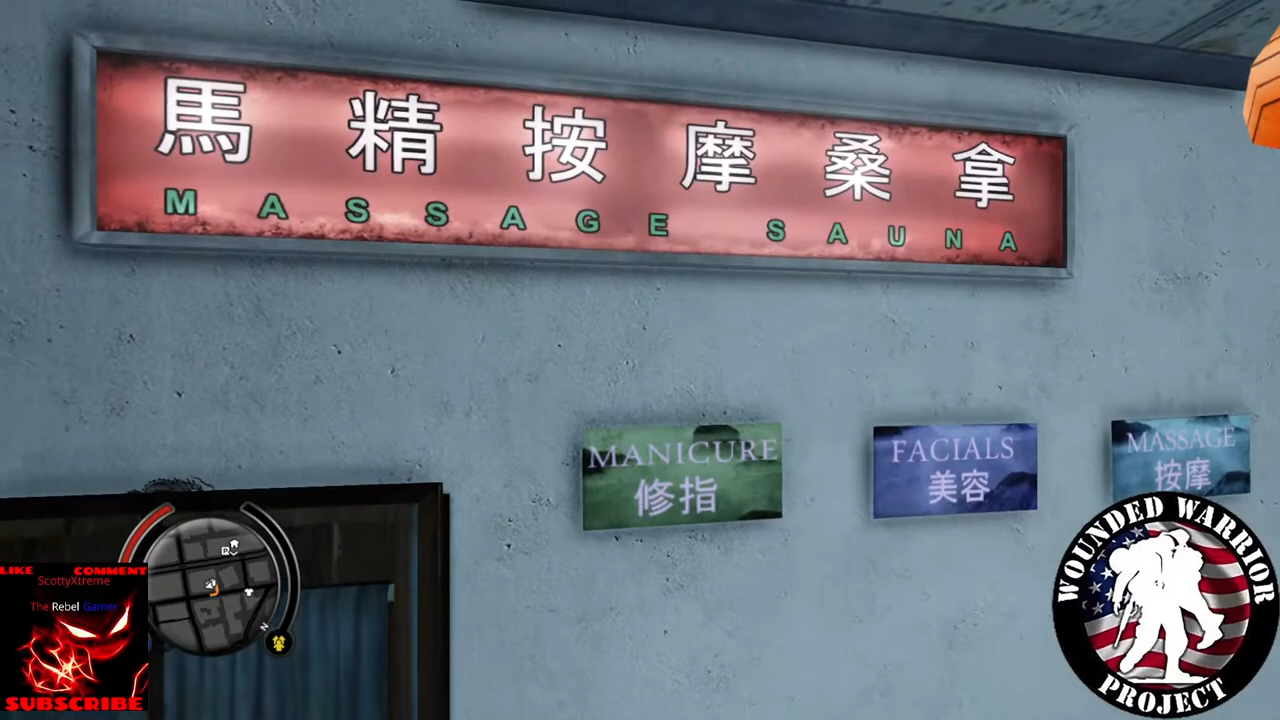 馬精按摩桑拿
MASSAGE SAUNA
MANICURE
修指
FACIALS
美容
MASSAGE
按摩
LIKE COMMENT
ScottyXtreme
The Rebel Gamer
SUBSCRIBE
P
N
WOUNDED WARRIOR
PROJECT